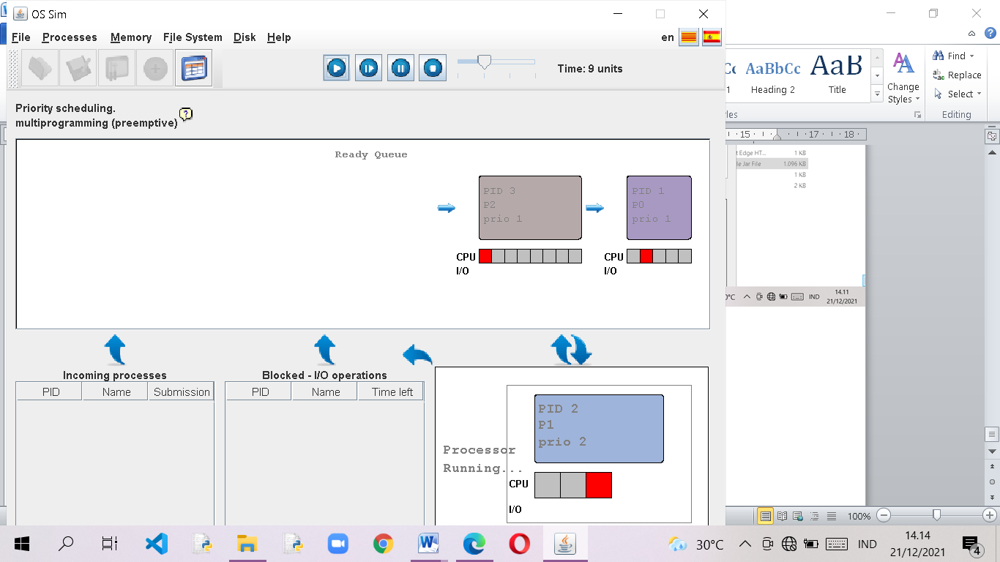 OS Sim
File Processes Memory File System Disk Help
en
Time: 9 units
Priority scheduling.
multiprogramming (preemptive)
?
Ready Queue
PID 3
P2
prio 1
CPU
I/O
PID 1
P0
prio 1
CPU
I/O
Incoming processes
PID Name Submission
Blocked - I/O operations
PID Name Time left
Processor
Running...
PID 2
P1
prio 2
CPU
I/O
AaBbCc AaB
1 Heading 2 Title
Change
Styles
Find
Replace
Select
Editing
15 17 18
t Edge HT... 1 KB
le Jar File 1.096 KB
1 KB
2 KB
IND
14.11
21/12/2021
100%
30°C
IND
14.14
21/12/2021
4